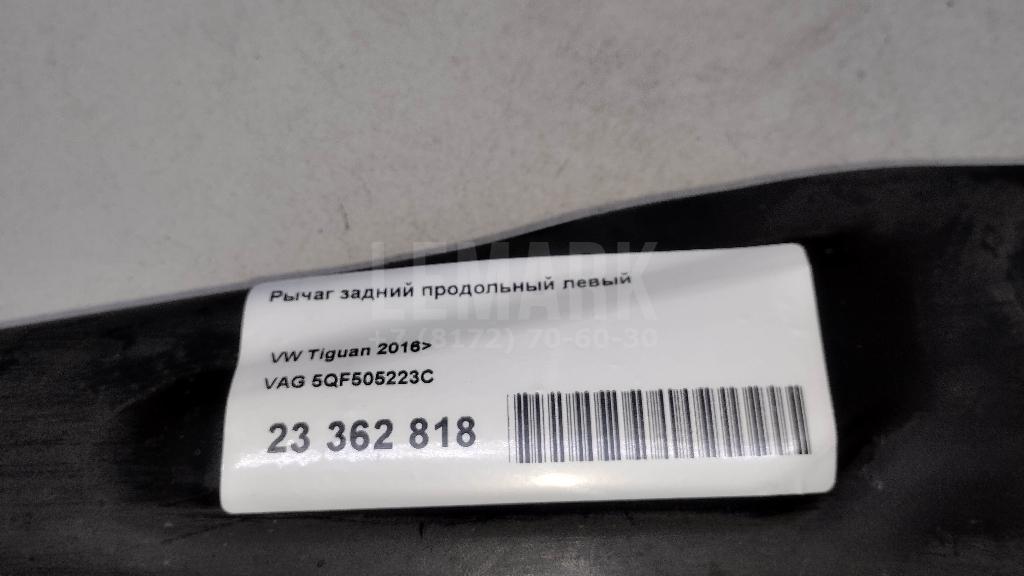 LEMARK
Рычаг задний продольный левый
+7 (8172) 70-60-30
VW Tiguan 2016>
VAG 5QF505223C
23 362 818